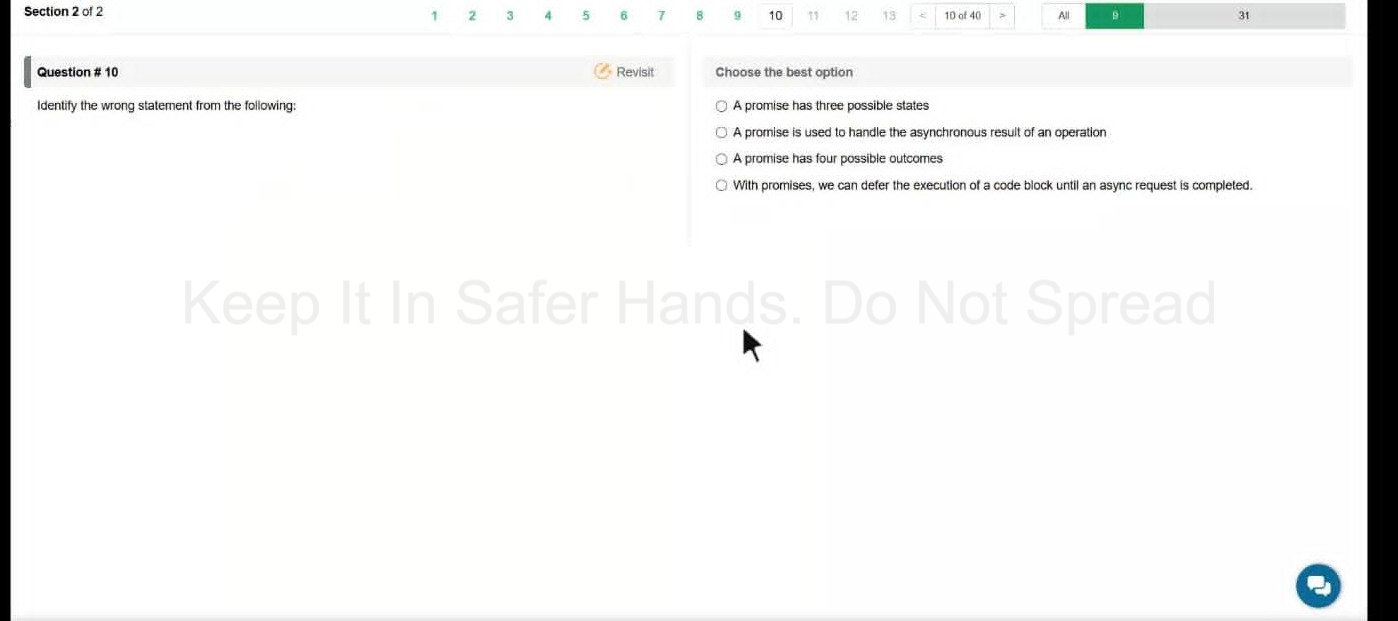 Section 2 of 2
1 2 3 4 5 6 7 8 9 10 11 12 13 < 10 of 40 > All 9 31
Question # 10
Revisit
Identify the wrong statement from the following:
Choose the best option
A promise has three possible states
A promise is used to handle the asynchronous result of an operation
A promise has four possible outcomes
With promises, we can defer the execution of a code block until an async request is completed.
Keep It In Safer Hands. Do Not Spread